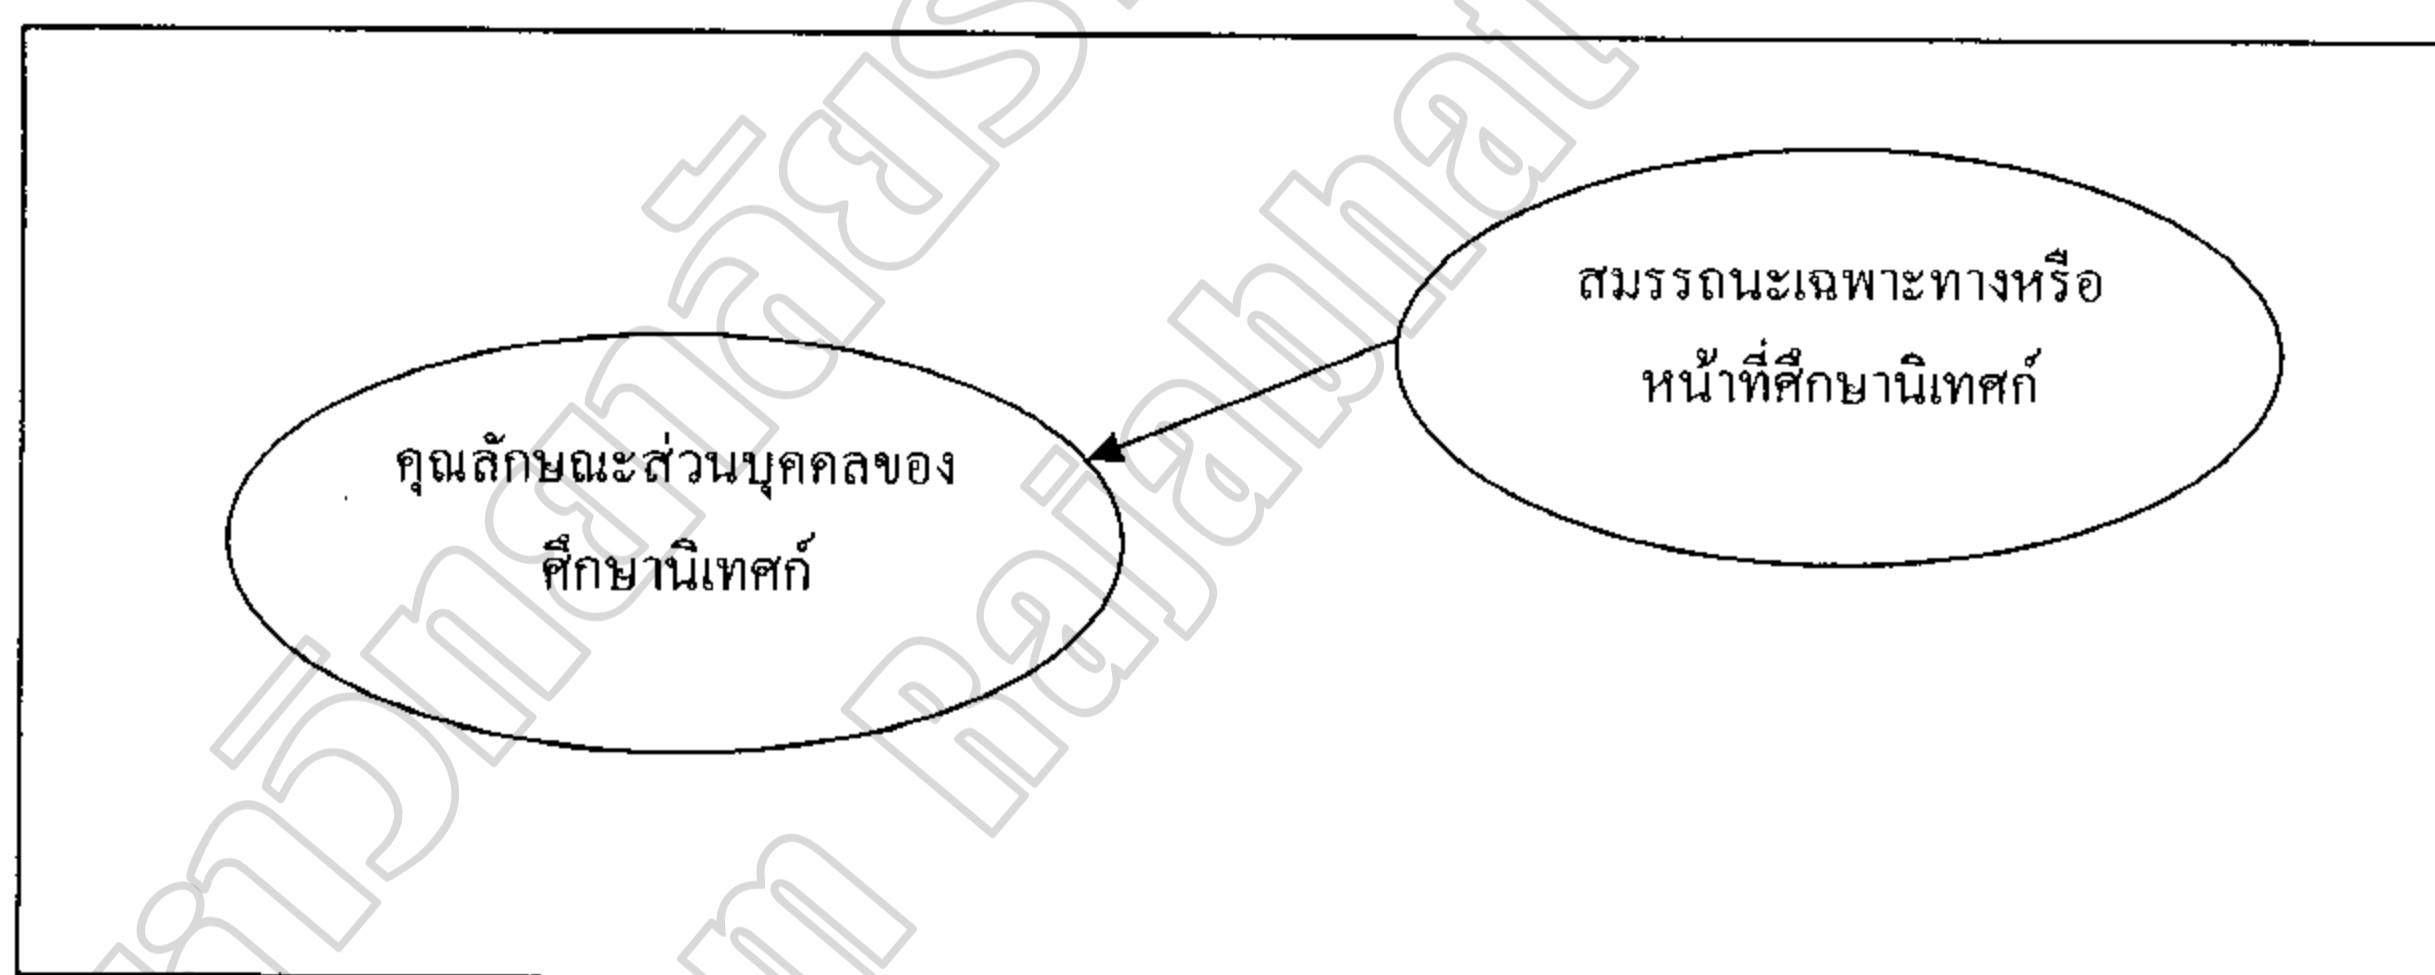 สมรรถนะเฉพาะทางหรือ
หน้าที่ศึกษานิเทศก์
คุณลักษณะส่วนบุคคลของ
ศึกษานิเทศก์
Rajabhat